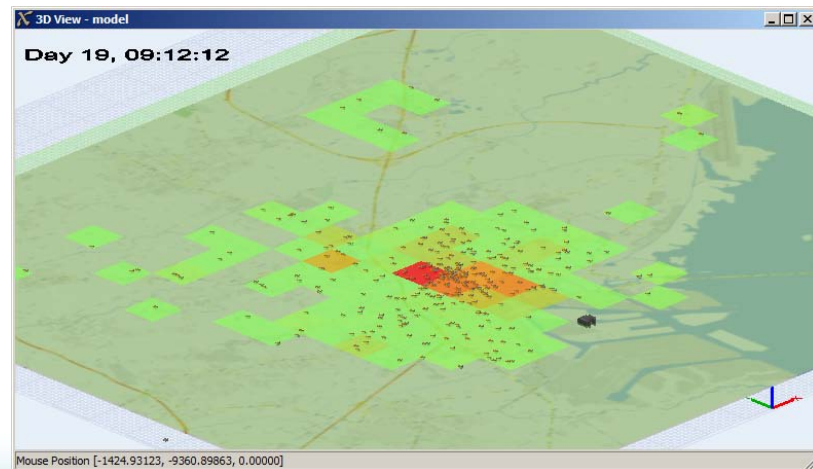 3D View - model
Day 19, 09:12:12
Mouse Position [-1424.93123, -9360.89863, 0.00000]